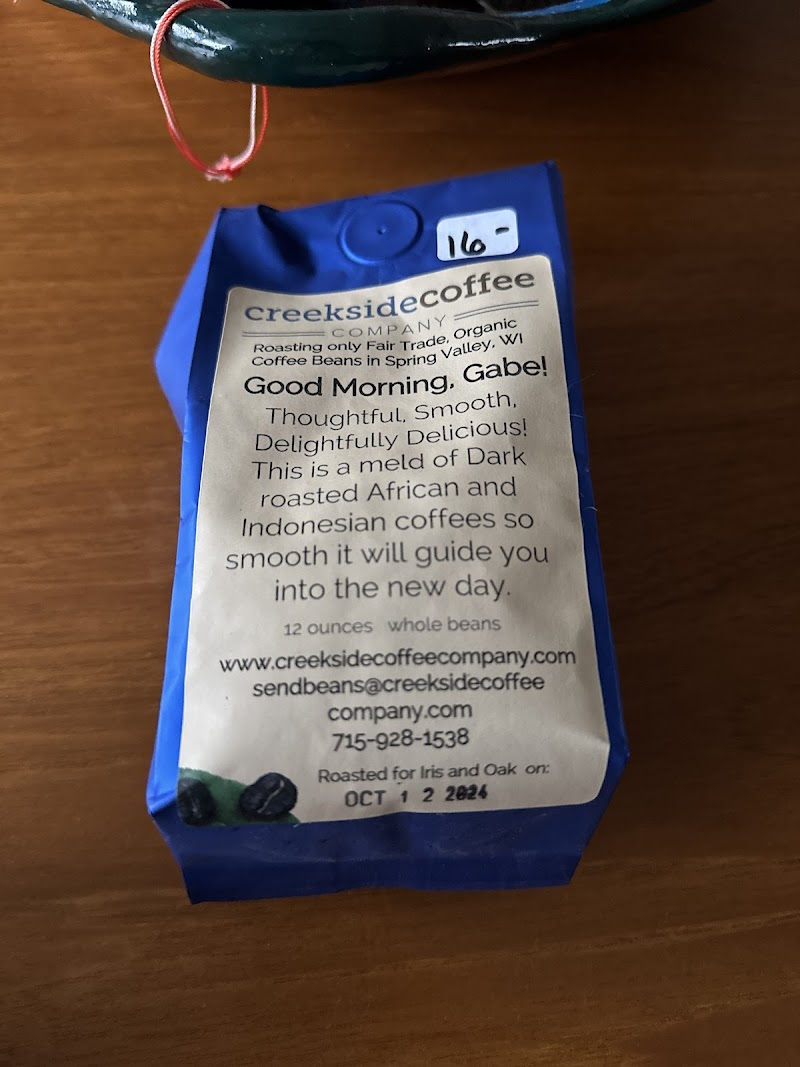 16-
creeksidecoffee
COMPANY
Roasting only Fair Trade, Organic
Coffee Beans in Spring Valley, WI
Good Morning, Gabe!
Thoughtful, Smooth,
Delightfully Delicious!
This is a meld of Dark
roasted African and
Indonesian coffees so
smooth it will guide you
into the new day.
12 ounces whole beans
www.creeksidecoffeecompany.com
sendbeans@creeksidecoffee
company.com
715-928-1538
Roasted for Iris and Oak on:
OCT 1 2 2024